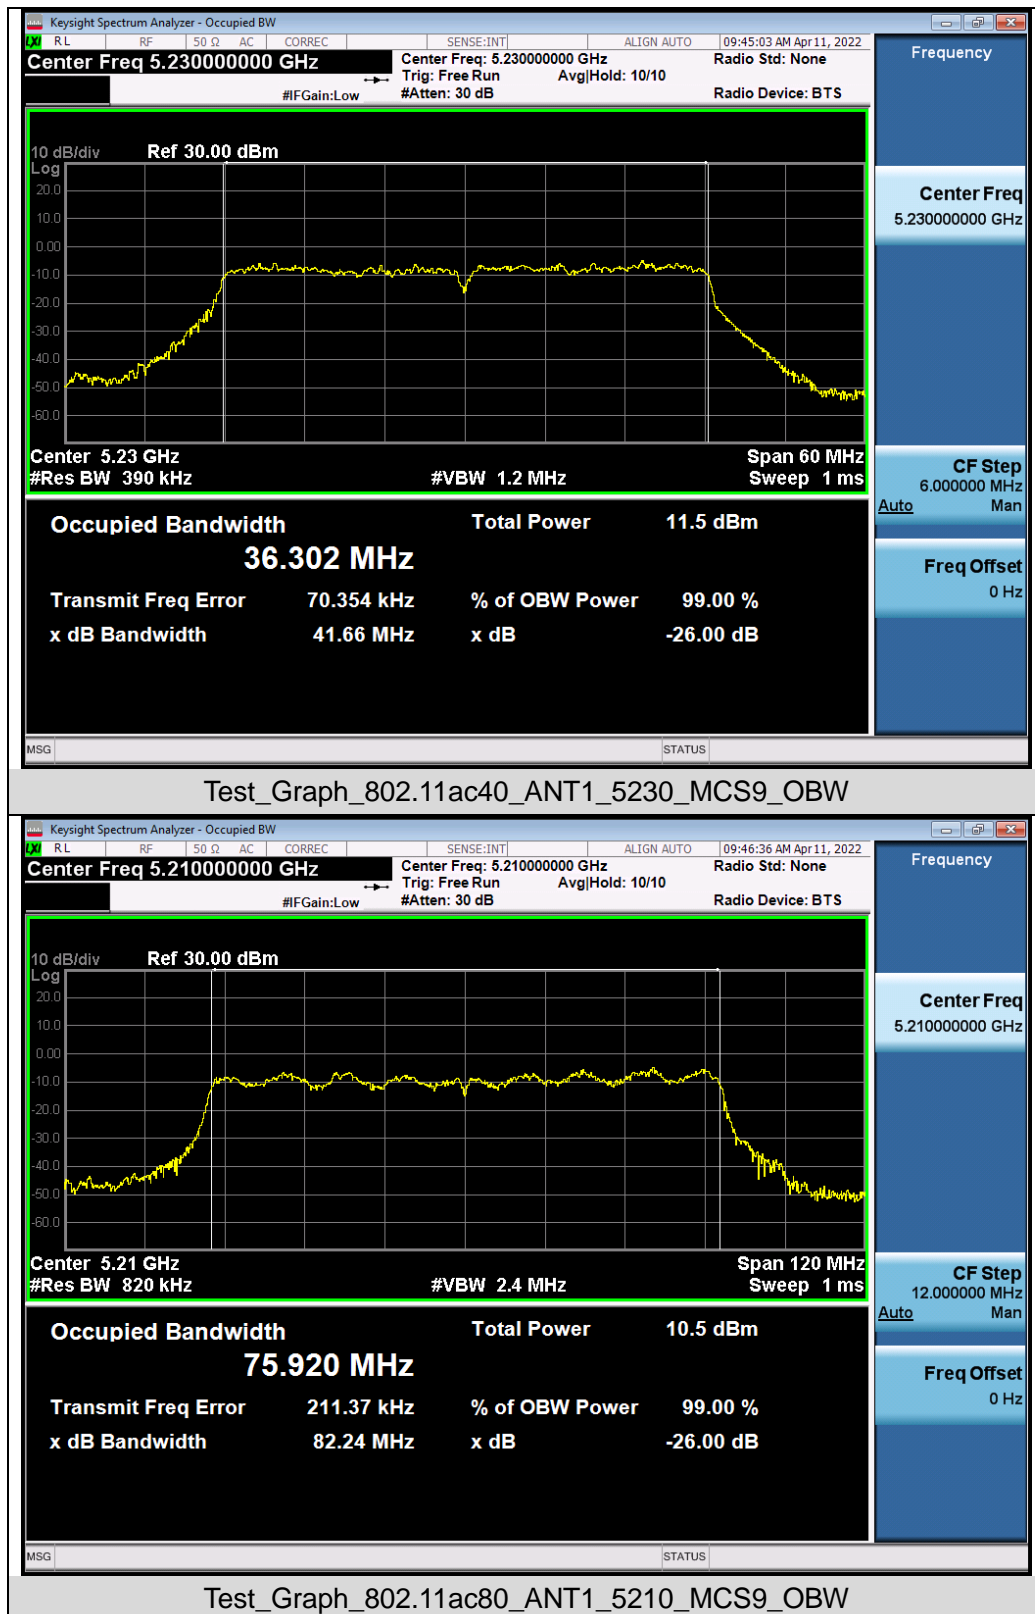 Keysight Spectrum Analyzer - Occupied BW
LXI RL RF 50 Ω AC CORREC SENSE:INT ALIGN AUTO 09:45:03 AM Apr 11, 2022
Center Freq 5.230000000 GHz
Center Freq: 5.230000000 GHz Radio Std: None
Trig: Free Run Avg|Hold: 10/10
#IFGain:Low #Atten: 30 dB Radio Device: BTS
Frequency
10 dB/div Ref 30.00 dBm
Log
20.0
10.0
0.00
-10.0
-20.0
-30.0
-40.0
-50.0
-60.0
Center 5.23 GHz Span 60 MHz
#Res BW 390 kHz #VBW 1.2 MHz Sweep 1 ms
Center Freq
5.230000000 GHz
CF Step
6.000000 MHz
Auto Man
Freq Offset
0 Hz
Occupied Bandwidth Total Power 11.5 dBm
36.302 MHz
Transmit Freq Error 70.354 kHz % of OBW Power 99.00 %
x dB Bandwidth 41.66 MHz x dB -26.00 dB
MSG STATUS
Test_Graph_802.11ac40_ANT1_5230_MCS9_OBW
Keysight Spectrum Analyzer - Occupied BW
LXI RL RF 50 Ω AC CORREC SENSE:INT ALIGN AUTO 09:46:36 AM Apr 11, 2022
Center Freq 5.210000000 GHz
Center Freq: 5.210000000 GHz Radio Std: None
Trig: Free Run Avg|Hold: 10/10
#IFGain:Low #Atten: 30 dB Radio Device: BTS
Frequency
10 dB/div Ref 30.00 dBm
Log
20.0
10.0
0.00
-10.0
-20.0
-30.0
-40.0
-50.0
-60.0
Center 5.21 GHz Span 120 MHz
#Res BW 820 kHz #VBW 2.4 MHz Sweep 1 ms
Center Freq
5.210000000 GHz
CF Step
12.000000 MHz
Auto Man
Freq Offset
0 Hz
Occupied Bandwidth Total Power 10.5 dBm
75.920 MHz
Transmit Freq Error 211.37 kHz % of OBW Power 99.00 %
x dB Bandwidth 82.24 MHz x dB -26.00 dB
MSG STATUS
Test_Graph_802.11ac80_ANT1_5210_MCS9_OBW